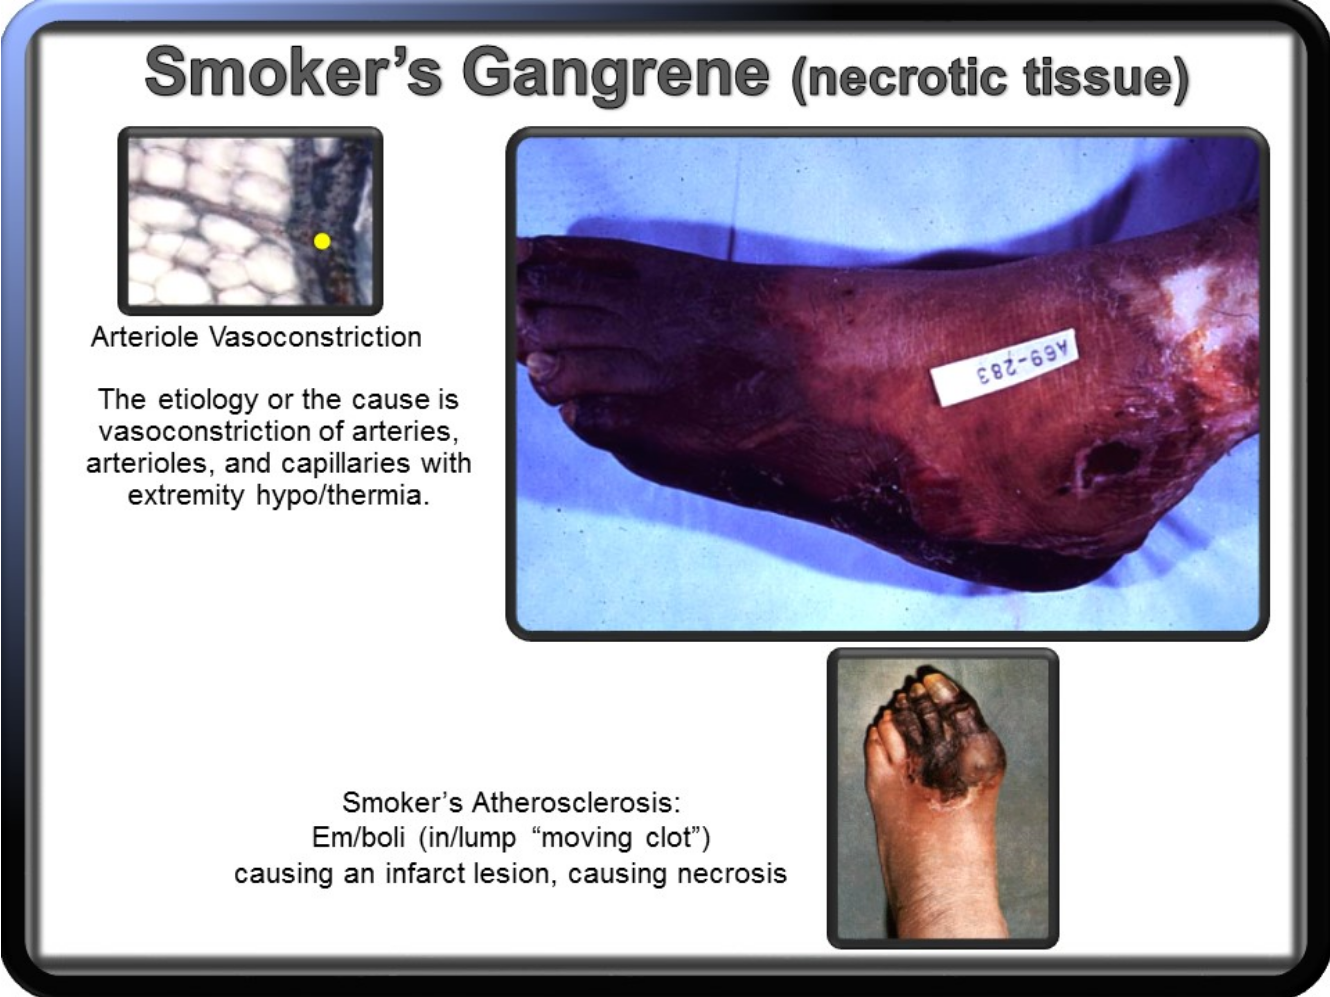 Smoker’s Gangrene (necrotic tissue)
Arteriole Vasoconstriction
The etiology or the cause is
vasoconstriction of arteries,
arterioles, and capillaries with
extremity hypo/thermia.
A69-283
Smoker’s Atherosclerosis:
Em/boli (in/lump “moving clot”)
causing an infarct lesion, causing necrosis